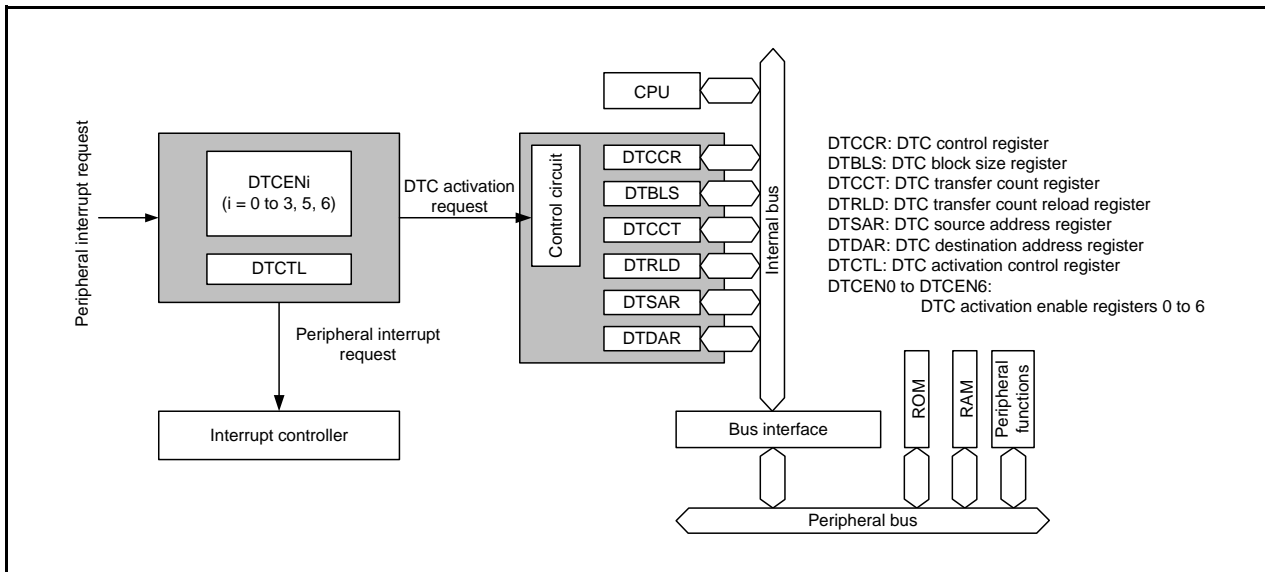 CPU
Peripheral interrupt request
DTCENi
(i = 0 to 3, 5, 6)
DTCTL
DTC activation
request
Control circuit
DTCCR
DTBLS
DTCCT
DTRLD
DTSAR
DTDAR
Internal bus
DTCCR: DTC control register
DTBLS: DTC block size register
DTCCT: DTC transfer count register
DTRLD: DTC transfer count reload register
DTSAR: DTC source address register
DTDAR: DTC destination address register
DTCTL: DTC activation control register
DTCEN0 to DTCEN6:
DTC activation enable registers 0 to 6
Peripheral interrupt
request
Interrupt controller
Bus interface
ROM
RAM
Peripheral
functions
Peripheral bus